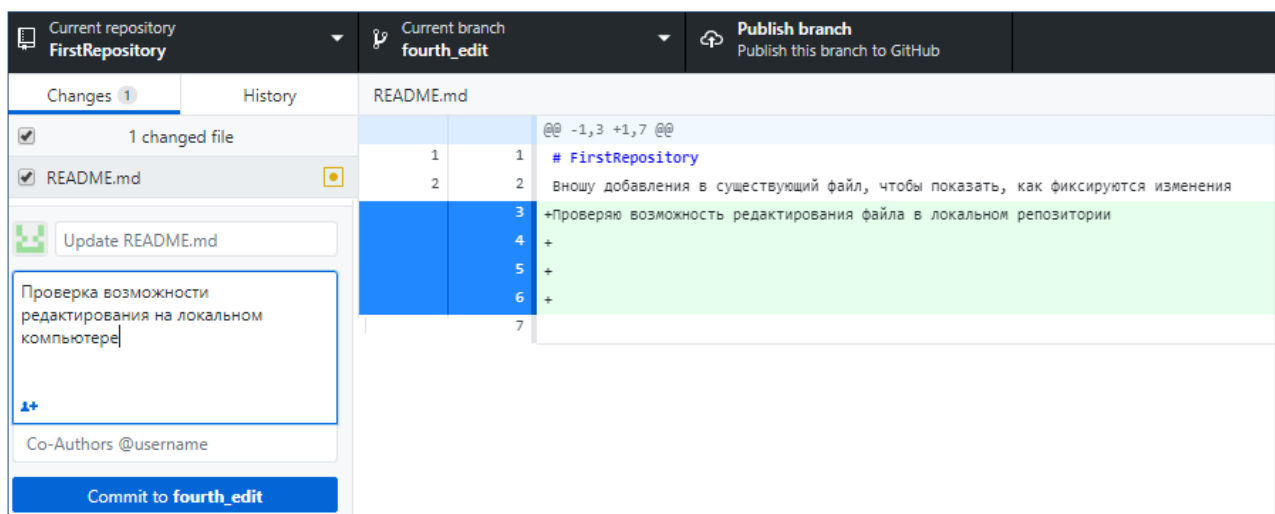 Current repository
FirstRepository
Current branch
fourth_edit
Publish branch
Publish this branch to GitHub
Changes 1
History
README.md
1 changed file
README.md
Update README.md
Проверка возможности
редактирования на локальном
компьютере
Co-Authors @username
Commit to fourth_edit
@@ -1,3 +1,7 @@
1 1 # FirstRepository
2 2 Вношу добавления в существующий файл, чтобы показать, как фиксируются изменения
3 +Проверяю возможность редактирования файла в локальном репозитории
4 +
5 +
6 +
7